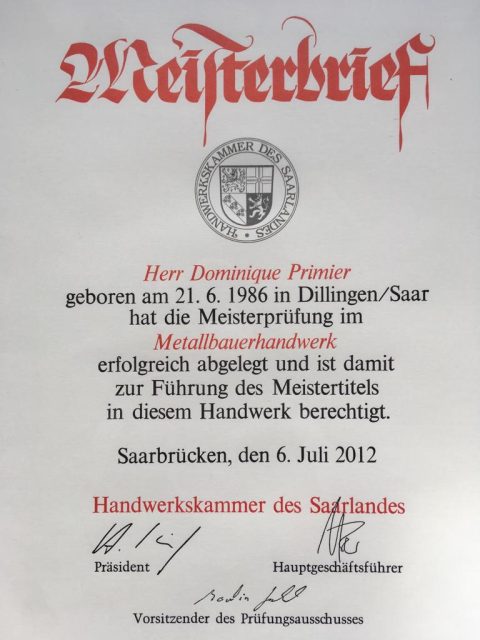 Meisterbrief
HANDWERKSKAMMER DES SAARLANDES
Herr Dominique Primier
geboren am 21. 6. 1986 in Dillingen/Saar
hat die Meisterprüfung im
Metallbauerhandwerk
erfolgreich abgelegt und ist damit
zur Führung des Meistertitels
in diesem Handwerk berechtigt.
Saarbrücken, den 6. Juli 2012
Handwerkskammer des Saarlandes
Präsident
Hauptgeschäftsführer
Vorsitzender des Prüfungsausschusses